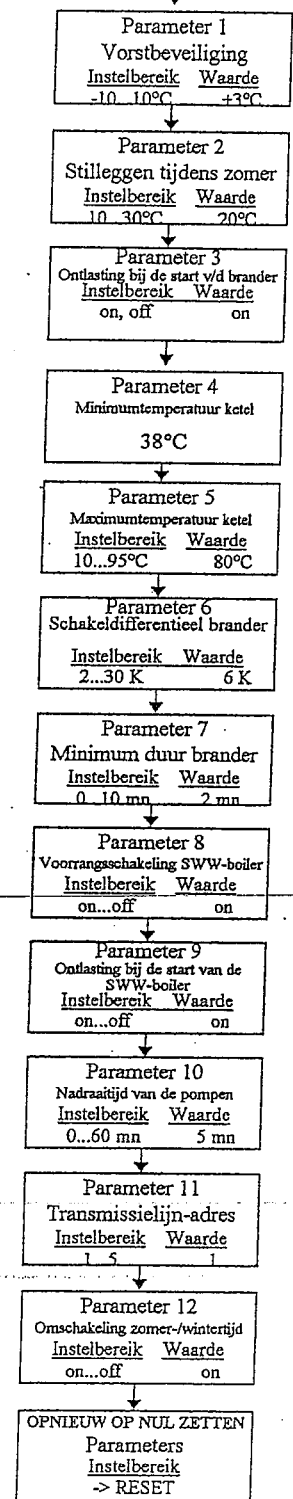 Parameter 1
Vorstbeveiliging
Instelbereik Waarde
-10...10°C +3°C
Parameter 2
Stilleggen tijdens zomer
Instelbereik Waarde
10...30°C 20°C
Parameter 3
Ontlasting bij de start v/d brander
Instelbereik Waarde
on, off on
Parameter 4
Minimumtemperatuur ketel
38°C
Parameter 5
Maximumtemperatuur ketel
Instelbereik Waarde
10...95°C 80°C
Parameter 6
Schakeldifferentieel brander
Instelbereik Waarde
2...30 K 6 K
Parameter 7
Minimum duur brander
Instelbereik Waarde
0...10 mn 2 mn
Parameter 8
Voorrangsschakeling SWW-boiler
Instelbereik Waarde
on...off on
Parameter 9
Ontlasting bij de start van de
SWW-boiler
Instelbereik Waarde
on...off on
Parameter 10
Nadraaitijd van de pompen
Instelbereik Waarde
0...60 mn 5 mn
Parameter 11
Transmissielijn-adres
Instelbereik Waarde
1...5 1
Parameter 12
Omschakeling zomer-/wintertijd
Instelbereik Waarde
on...off on
OPNIEUW OP NUL ZETTEN
Parameters
Instelbereik
-> RESET